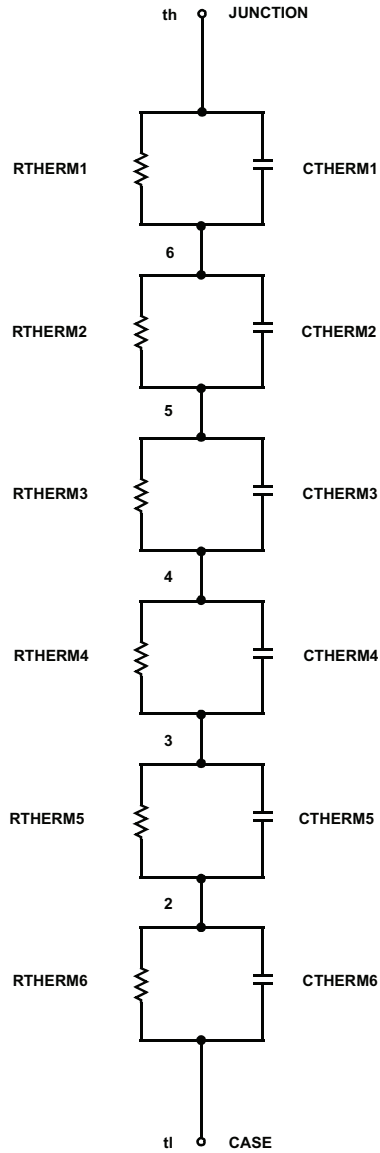 th JUNCTION
RTHERM1 CTHERM1
6
RTHERM2 CTHERM2
5
RTHERM3 CTHERM3
4
RTHERM4 CTHERM4
3
RTHERM5 CTHERM5
2
RTHERM6 CTHERM6
tl CASE